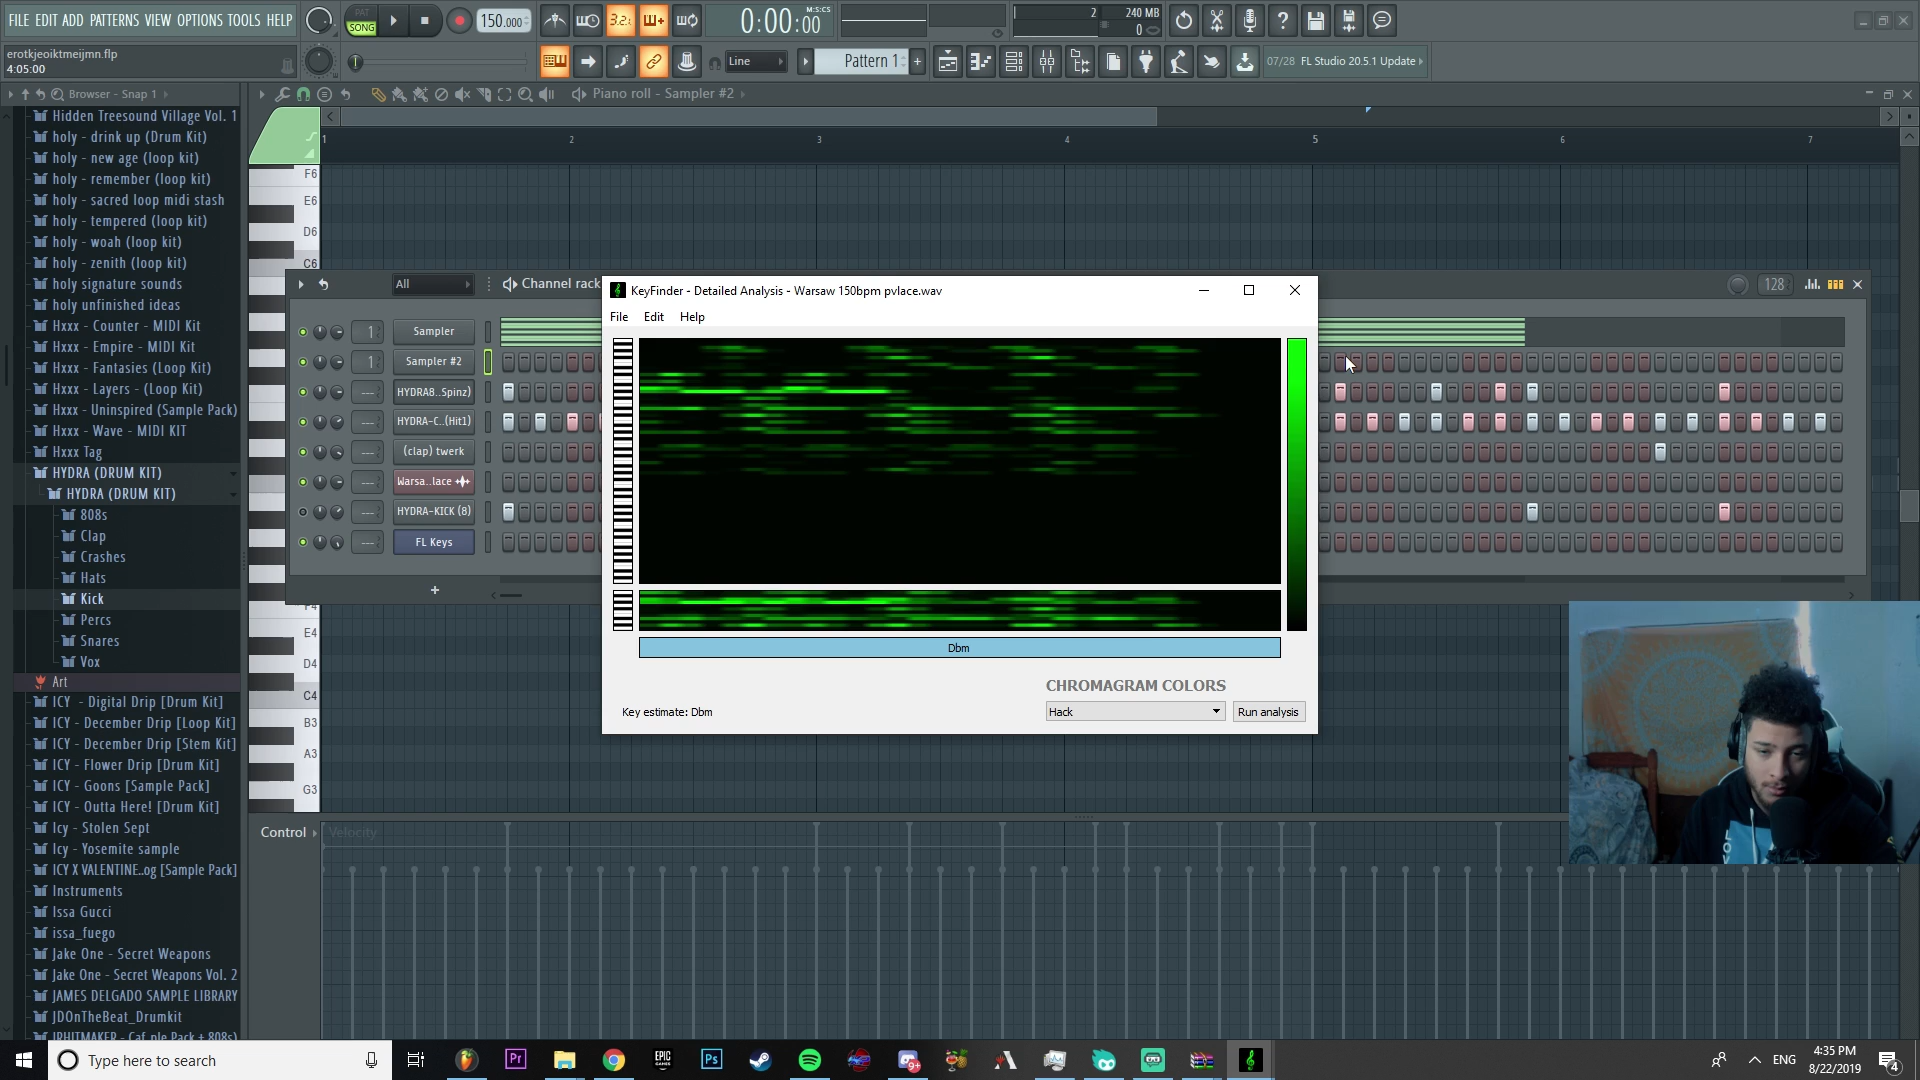 FILE EDIT ADD PATTERNS VIEW OPTIONS TOOLS HELP
PAT
SONG
150.000
3.2.
0:00:00
M:S:CS
2
240 MB
0
erotkjeoiktmeijmn.flp
4:05:00
Line
Pattern 1
+
07/28 FL Studio 20.5.1 Update
Browser - Snap 1
Piano roll - Sampler #2
Hidden Treesound Village Vol. 1
holy - drink up (Drum Kit)
holy - new age (loop kit)
holy - remember (loop kit)
holy - sacred loop midi stash
holy - tempered (loop kit)
holy - woah (loop kit)
holy - zenith (loop kit)
holy signature sounds
holy unfinished ideas
Hxxx - Counter - MIDI Kit
Hxxx - Empire - MIDI Kit
Hxxx - Fantasies (Loop Kit)
Hxxx - Layers - (Loop Kit)
Hxxx - Uninspired (Sample Pack)
Hxxx - Wave - MIDI KIT
Hxxx Tag
HYDRA (DRUM KIT)
HYDRA (DRUM KIT)
808s
Clap
Crashes
Hats
Kick
Percs
Snares
Vox
Art
ICY - Digital Drip [Drum Kit]
ICY - December Drip [Loop Kit]
ICY - December Drip [Stem Kit]
ICY - Flower Drip [Drum Kit]
ICY - Goons [Sample Pack]
ICY - Outta Here! [Drum Kit]
Icy - Stolen Sept
Icy - Yosemite sample
ICY X VALENTINE..og [Sample Pack]
Instruments
Issa Gucci
issa_fuego
Jake One - Secret Weapons
Jake One - Secret Weapons Vol. 2
JAMES DELGADO SAMPLE LIBRARY
JDOnTheBeat_Drumkit
1 2 3 4 5 6 7
F6
E6
D6
C6
F4
E4
D4
C4
B3
A3
G3
All
Channel rack
128
1 Sampler
1 Sampler #2
--- HYDRA8..Spinz)
--- HYDRA-C..(Hit1)
--- (clap) twerk
--- Warsa..lace
--- HYDRA-KICK (8)
--- FL Keys
+
KeyFinder - Detailed Analysis - Warsaw 150bpm pvlace.wav
File Edit Help
Dbm
CHROMAGRAM COLORS
Key estimate: Dbm
Hack
Run analysis
Control
Velocity
Type here to search
Pr
EPIC GAMES
Ps
9+
ENG
4:35 PM
8/22/2019
4